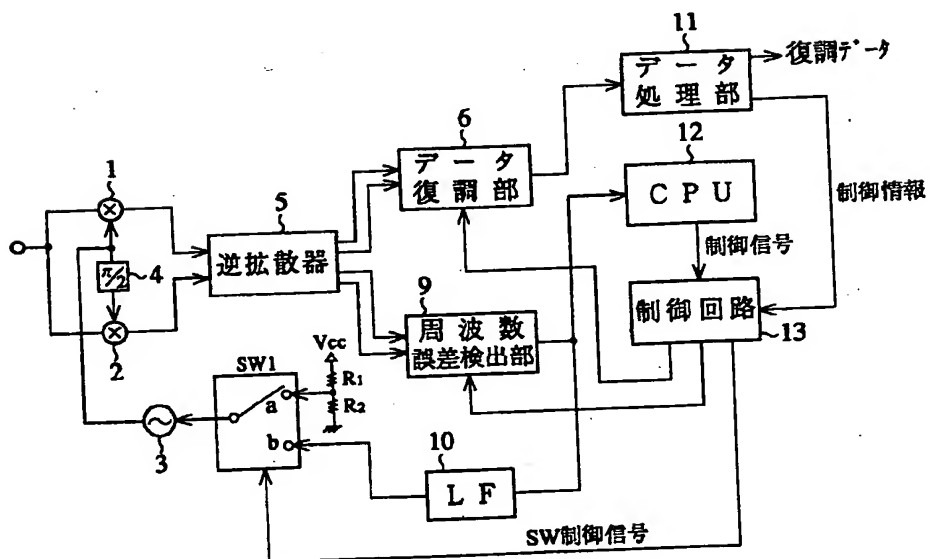 11
データ
処理部
復調データ
6
データ
復調部
12
CPU
制御情報
1
5
逆拡散器
制御信号
π/2
4
9
周波数
誤差検出部
制御回路
13
2
Vcc
SW1
R1
R2
a
b
3
10
LF
SW制御信号